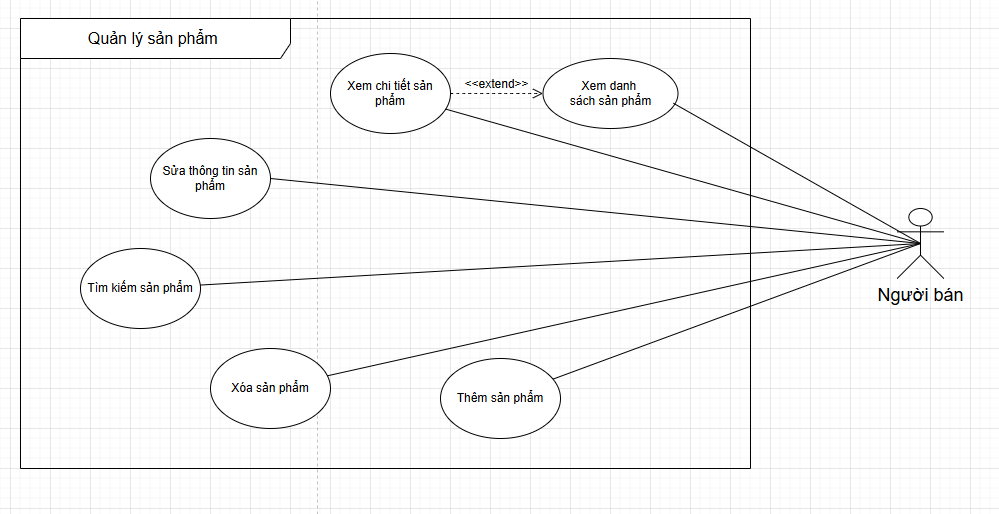 Quản lý sản phẩm
Xem chi tiết sản
phẩm
<<extend>>
Xem danh
sách sản phẩm
Sửa thông tin sản
phẩm
Tìm kiếm sản phẩm
Xóa sản phẩm
Thêm sản phẩm
Người bán